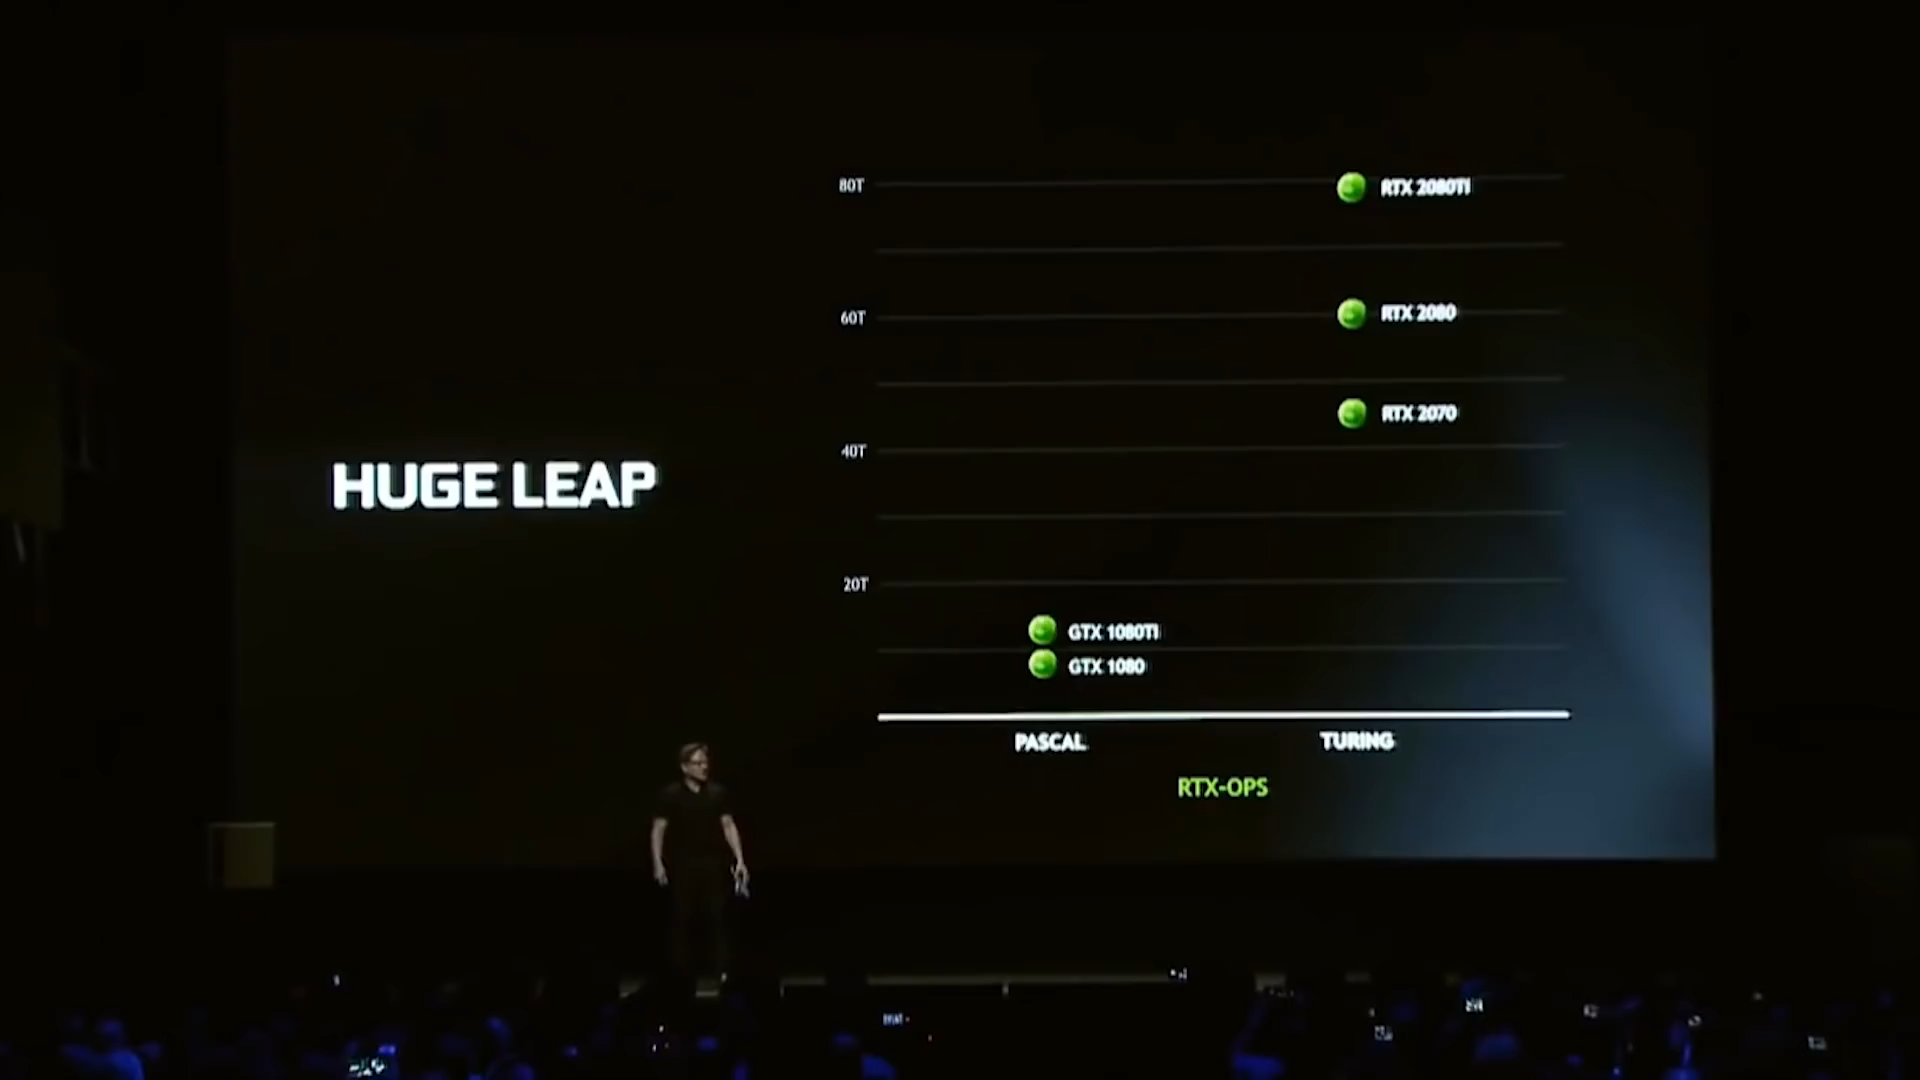 80T
RTX 2080TI
60T
RTX 2080
RTX 2070
40T
HUGE LEAP
20T
GTX 1080TI
GTX 1080
PASCAL
TURING
RTX-OPS